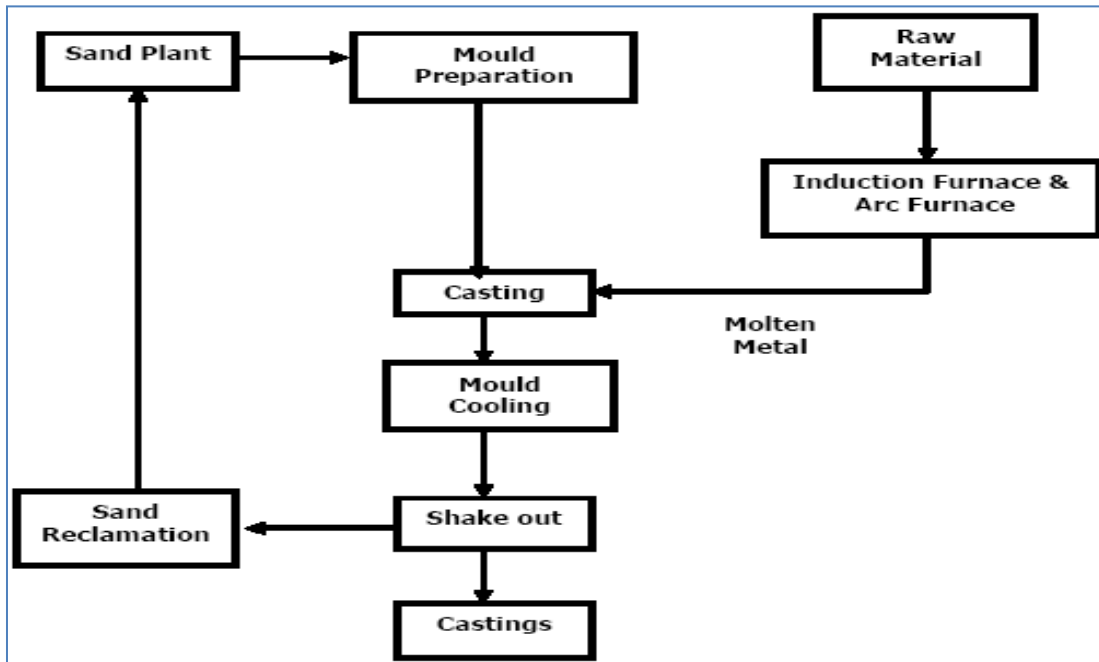 Sand Plant
Mould
Preparation
Raw
Material
Induction Furnace &
Arc Furnace
Casting
Molten
Metal
Mould
Cooling
Sand
Reclamation
Shake out
Castings